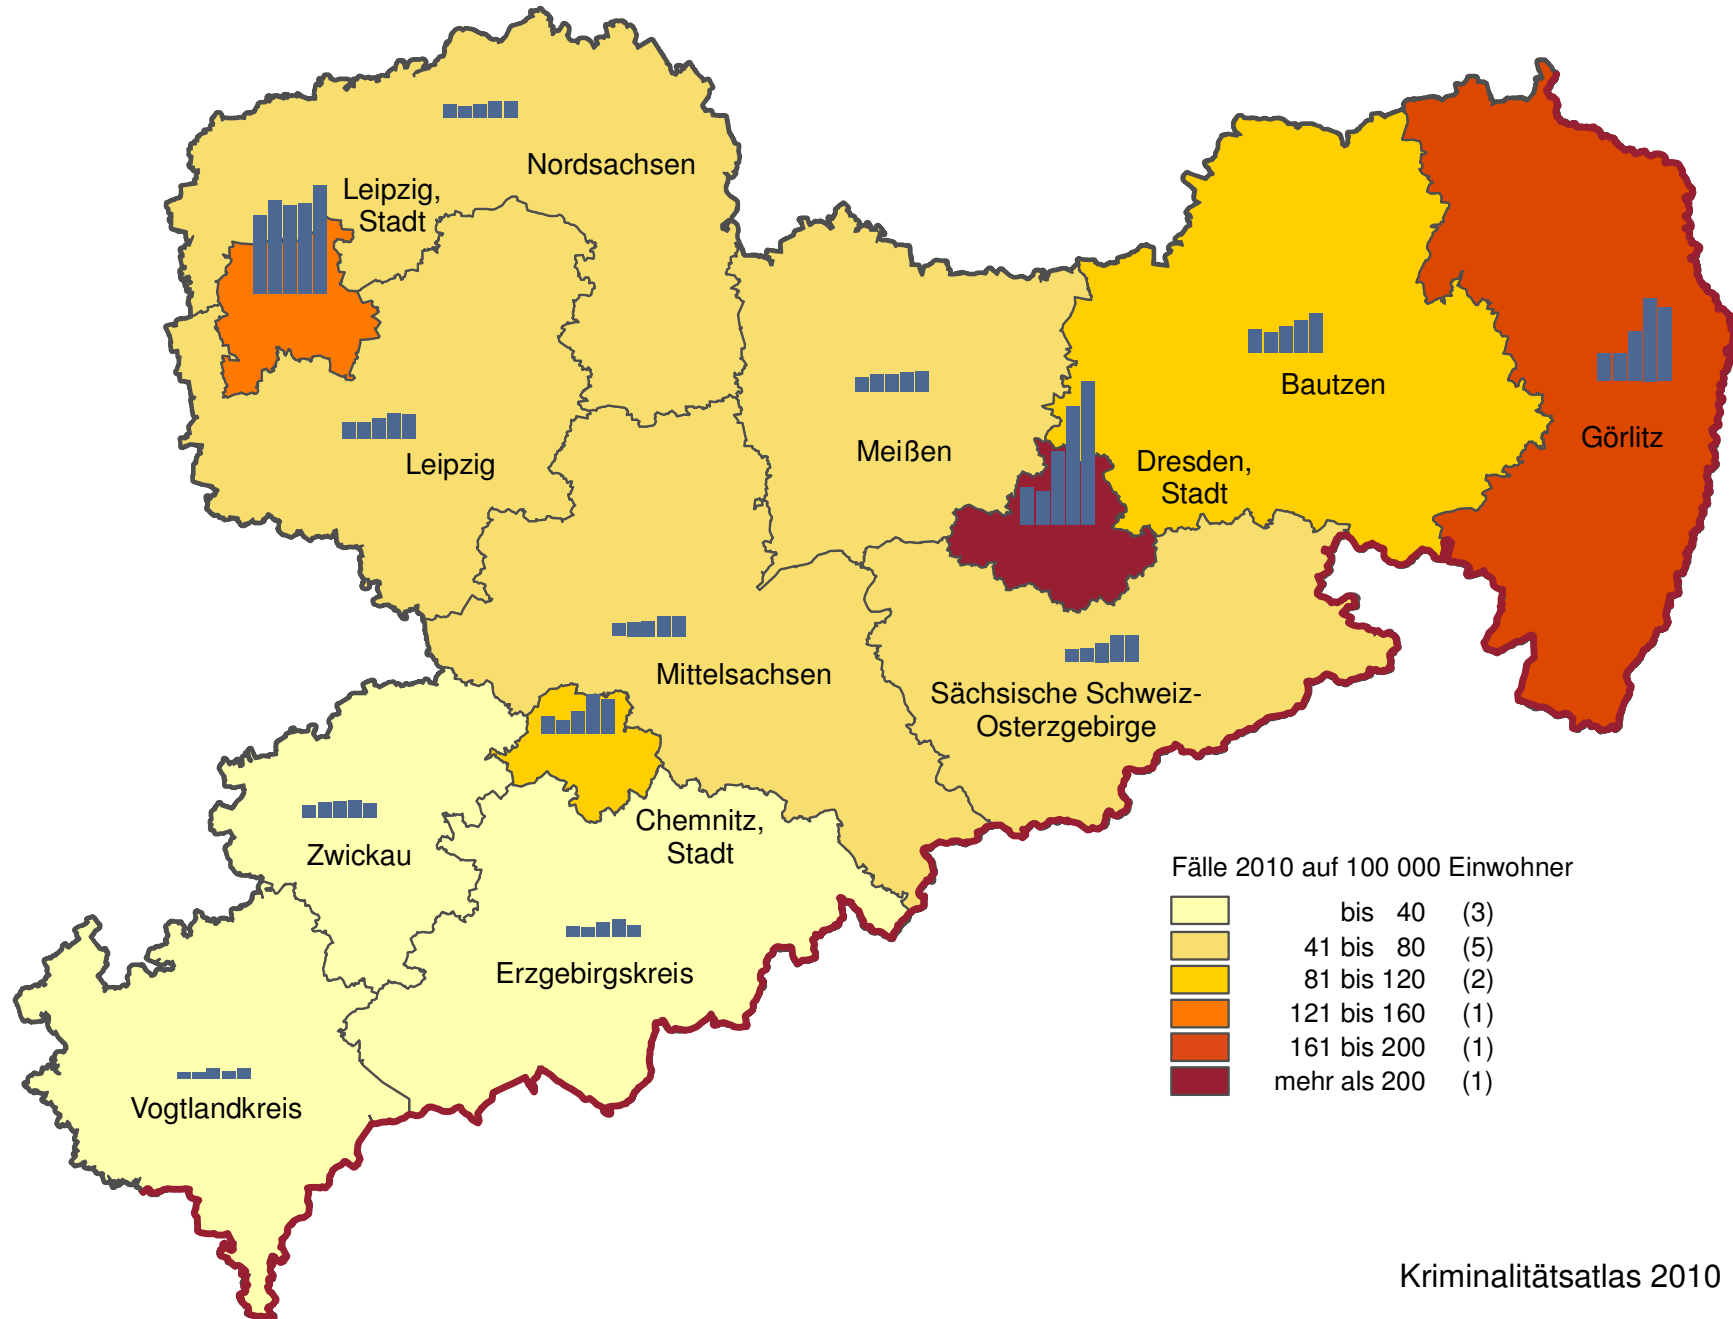 Nordsachsen
Leipzig,
Stadt
Bautzen
Görlitz
Meißen
Leipzig
Dresden,
Stadt
Mittelsachsen
Sächsische Schweiz-
Osterzgebirge
Chemnitz,
Stadt
Zwickau
Erzgebirgskreis
Vogtlandkreis
Fälle 2010 auf 100 000 Einwohner
bis 40 (3)
41 bis 80 (5)
81 bis 120 (2)
121 bis 160 (1)
161 bis 200 (1)
mehr als 200 (1)
Kriminalitätsatlas 2010